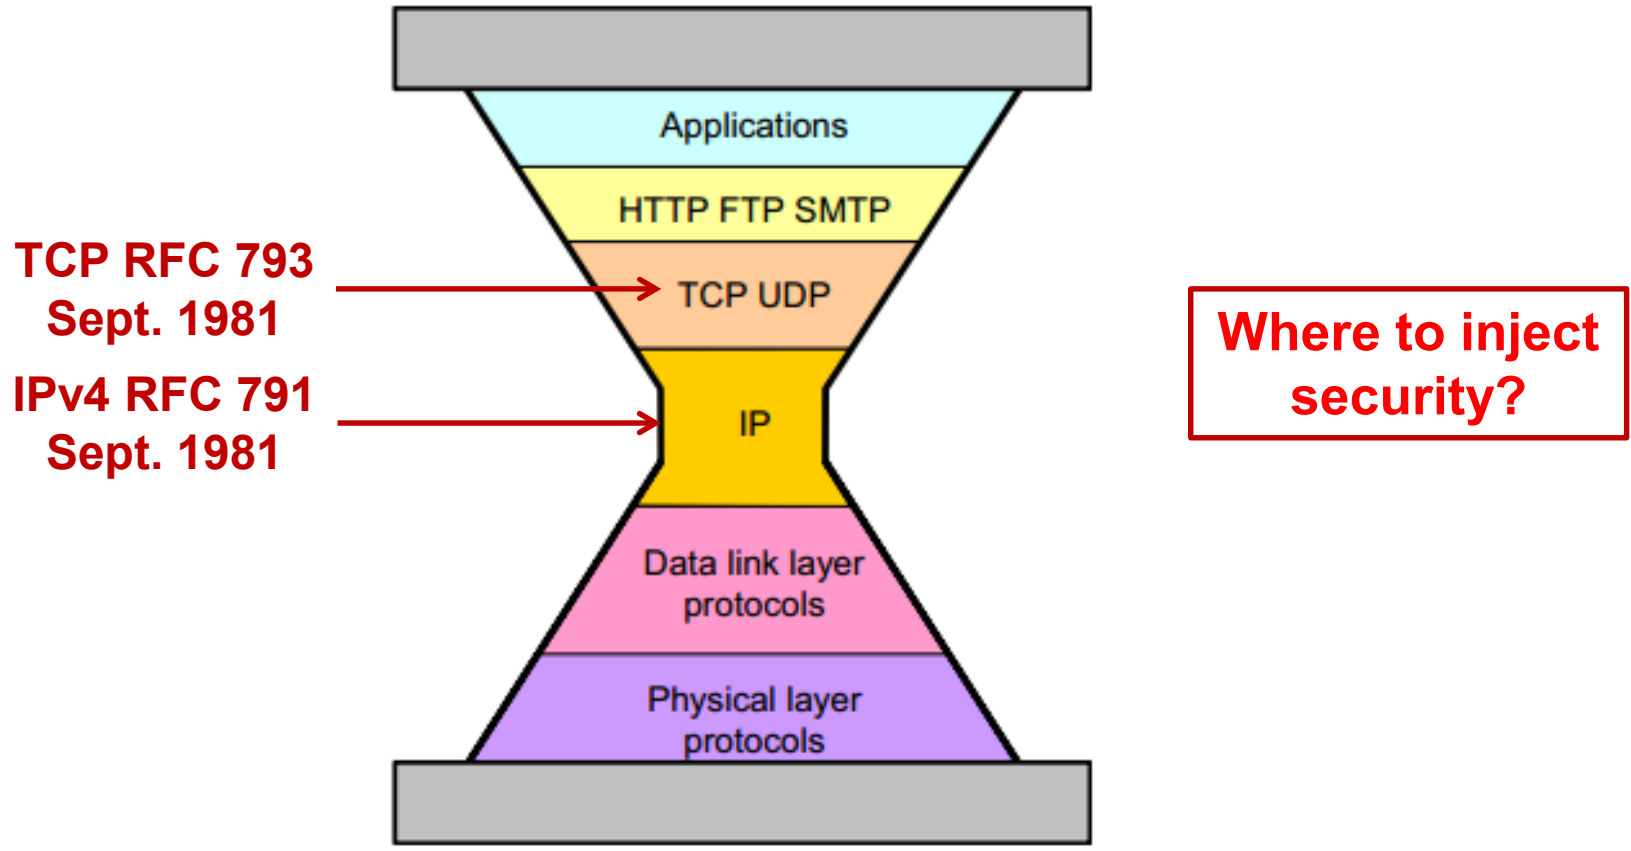 Applications
HTTP FTP SMTP
TCP RFC 793
Sept. 1981
TCP UDP
IPv4 RFC 791
Sept. 1981
IP
Where to inject
security?
Data link layer
protocols
Physical layer
protocols